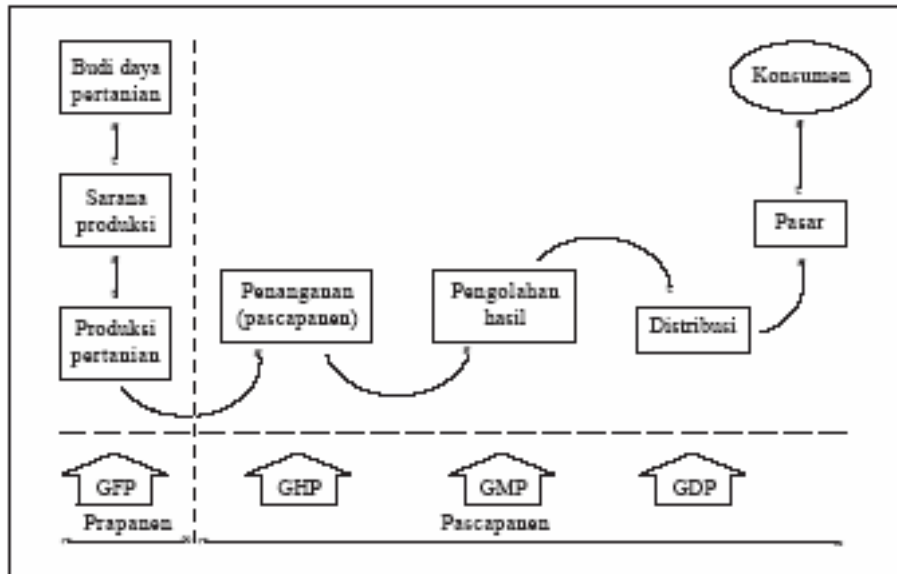 Budi daya
pertanian
Konsumen
Sarana
produksi
Pasar
Penanganan
(pascapanen)
Pengolahan
hasil
Produksi
pertanian
Distribusi
GFP
GHP
GMP
GDP
Prapanen
Pascapanen